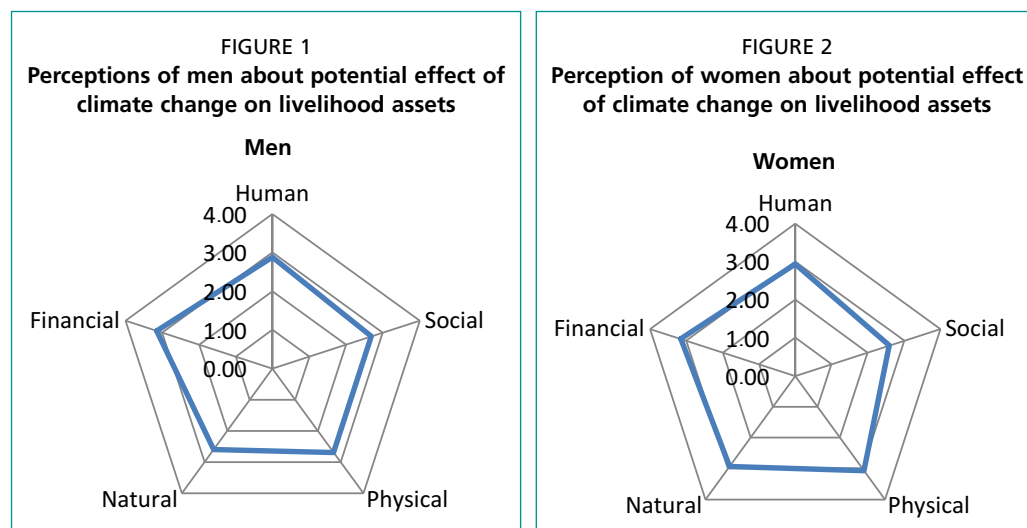 FIGURE 1
Perceptions of men about potential effect of
climate change on livelihood assets
Men
Human
4.00
3.00
2.00
1.00
0.00
Financial
Social
Natural
Physical
FIGURE 2
Perception of women about potential effect
of climate change on livelihood assets
Women
Human
4.00
3.00
2.00
1.00
0.00
Financial
Social
Natural
Physical